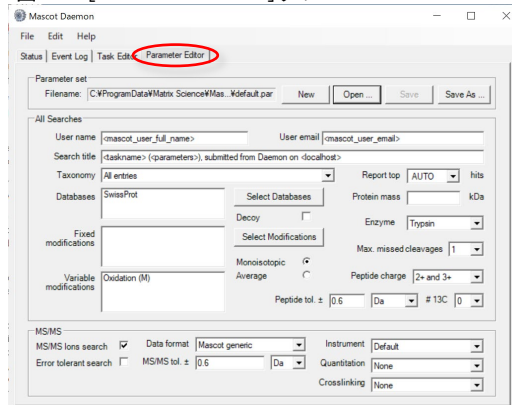 Mascot Daemon
File Edit Help
Status Event Log Task Editor Parameter Editor
Parameter set
Filename: C:¥ProgramData¥Matrix Science¥Mas...¥default.par New Open ... Save Save As ...
All Searches
User name <mascot_user_full_name> User email <mascot_user_email>
Search title <taskname> (<parameters>), submitted from Daemon on <localhost>
Taxonomy All entries Report top AUTO hits
Databases SwissProt Select Databases Protein mass kDa
Decoy
Enzyme Trypsin
Fixed modifications Select Modifications
Max. missed cleavages 1
Monoisotopic
Variable modifications Oxidation (M) Average Peptide charge 2+ and 3+
Peptide tol. ± 0.6 Da # 13C 0
MS/MS
MS/MS Ions search Data format Mascot generic Instrument Default
Error tolerant search MS/MS tol. ± 0.6 Da Quantitation None
Crosslinking None